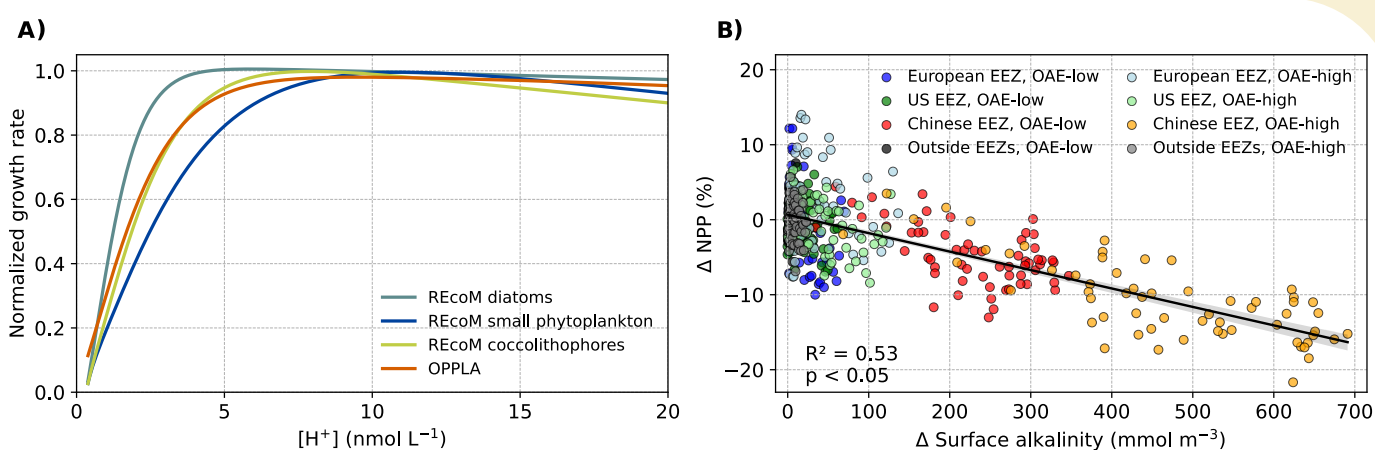 A)
Normalized growth rate
1.0
0.8
0.6
0.4
0.2
0.0
REcoM diatoms
REcoM small phytoplankton
REcoM coccolithophores
OPPLA
0 5 10 15 20
[H⁺] (nmol L⁻¹)
B)
Δ NPP (%)
20
10
0
−10
−20
European EEZ, OAE-low
US EEZ, OAE-low
Chinese EEZ, OAE-low
Outside EEZs, OAE-low
European EEZ, OAE-high
US EEZ, OAE-high
Chinese EEZ, OAE-high
Outside EEZs, OAE-high
R² = 0.53
p < 0.05
0 100 200 300 400 500 600 700
Δ Surface alkalinity (mmol m⁻³)